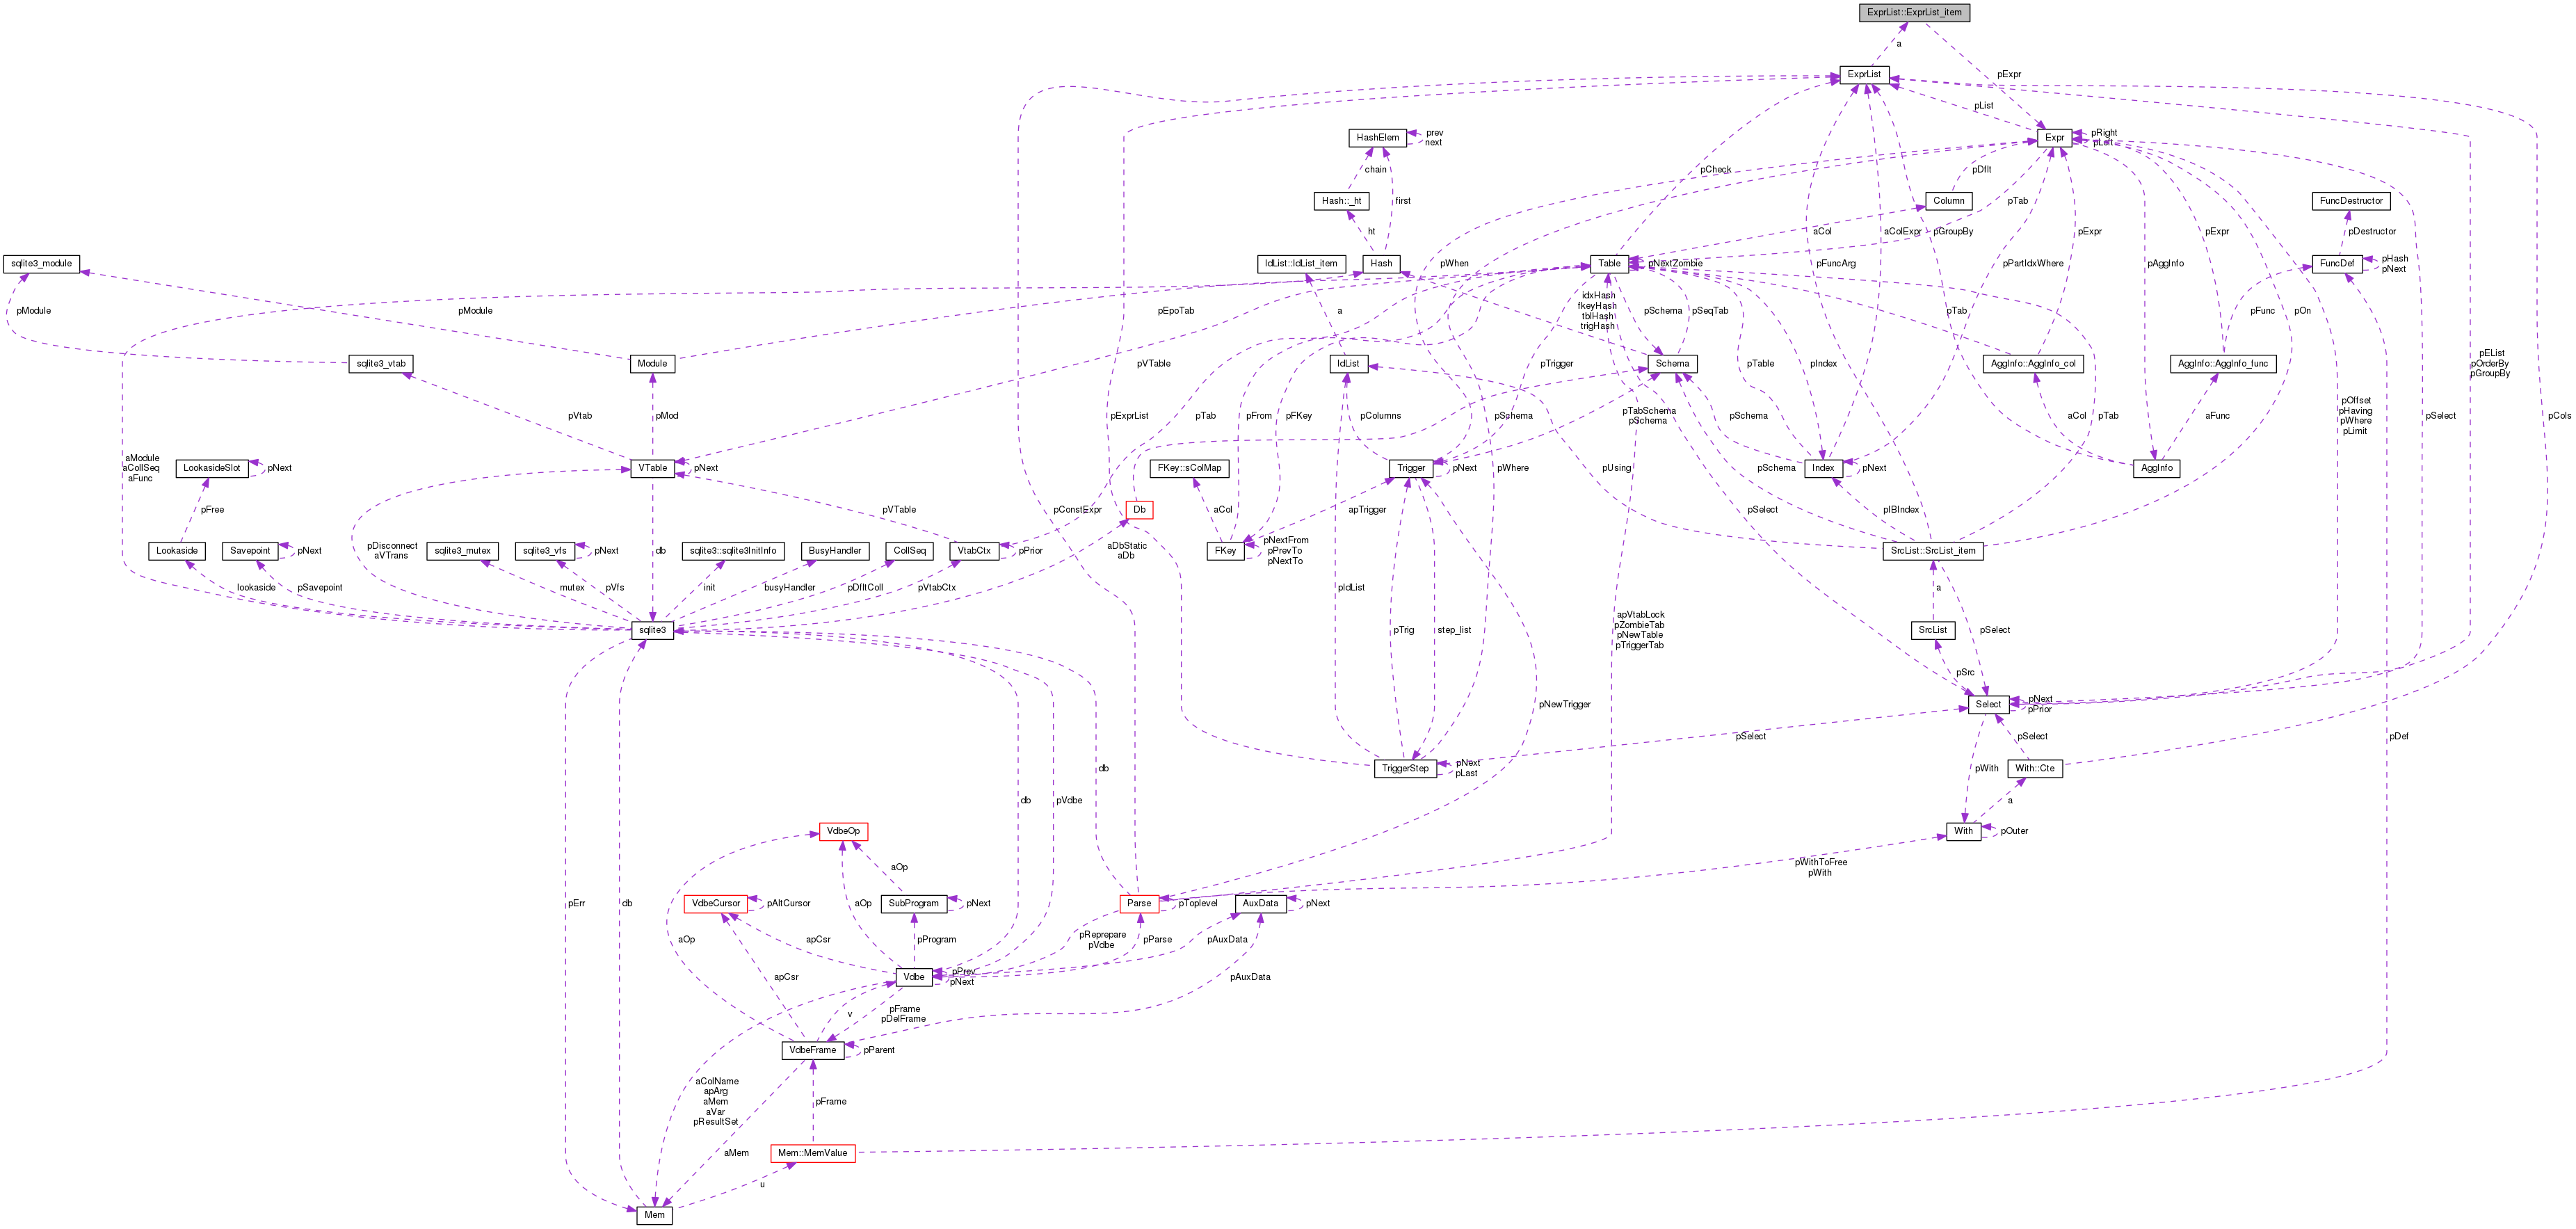 ExprList::ExprList_item
a
pExpr
ExprList
pList
HashElem
prev
next
Expr
pRight
pLeft
chain
pCheck
pDflt
Hash::_ht
first
Column
pTab
FuncDestructor
ht
aCol
aColExpr
pGroupBy
pExpr
pExpr
pDestructor
sqlite3_module
IdList::IdList_item
Hash
pWhen
Table
pNextZombie
pFuncArg
pPartIdxWhere
pAggInfo
FuncDef
pHash
pNext
pModule
pModule
pEpoTab
a
idxHash
fkeyHash
tblHash
trigHash
pSchema
pSeqTab
pTab
pFunc
pOn
sqlite3_vtab
Module
pVTable
IdList
pTrigger
Schema
pTable
pIndex
AggInfo::AggInfo_col
AggInfo::AggInfo_func
pEList
pOrderBy
pGroupBy
pVtab
pMod
pExprList
pTab
pColumns
pFrom
pFKey
pSchema
pTabSchema
pSchema
pSchema
pTab
aCol
aFunc
pOffset
pHaving
pWhere
pLimit
pSelect
pCols
aModule
aCollSeq
aFunc
LookasideSlot
pNext
VTable
pNext
FKey::sColMap
Trigger
pNext
pWhere
pUsing
pSchema
Index
pNext
AggInfo
pFree
pVTable
pConstExpr
Db
aCol
apTrigger
pSelect
pIBIndex
Lookaside
Savepoint
pNext
pDisconnect
aVTrans
sqlite3_mutex
sqlite3_vfs
pNext
db
sqlite3::sqlite3InitInfo
BusyHandler
CollSeq
VtabCtx
pPrior
aDbStatic
aDb
FKey
pNextFrom
pPrevTo
pNextTo
SrcList::SrcList_item
lookaside
pSavepoint
mutex
pVfs
init
busyHandler
pDfltColl
pVtabCtx
pIdList
a
sqlite3
pTrig
step_list
apVtabLock
pZombieTab
pNewTable
pTriggerTab
SrcList
pSelect
pSrc
pNewTrigger
Select
pNext
pPrior
pSelect
pSelect
pDef
db
TriggerStep
pNext
pLast
pWith
With::Cte
db
pVdbe
a
VdbeOp
With
pOuter
aOp
pWithToFree
pWith
pErr
db
VdbeCursor
pAltCursor
aOp
SubProgram
pNext
Parse
pToplevel
AuxData
pNext
aOp
apCsr
pProgram
pReprepare
pVdbe
pParse
pAuxData
apCsr
Vdbe
pPrev
pNext
pAuxData
v
pFrame
pDelFrame
VdbeFrame
pParent
aColName
apArg
aMem
aVar
pResultSet
pFrame
aMem
Mem::MemValue
u
Mem